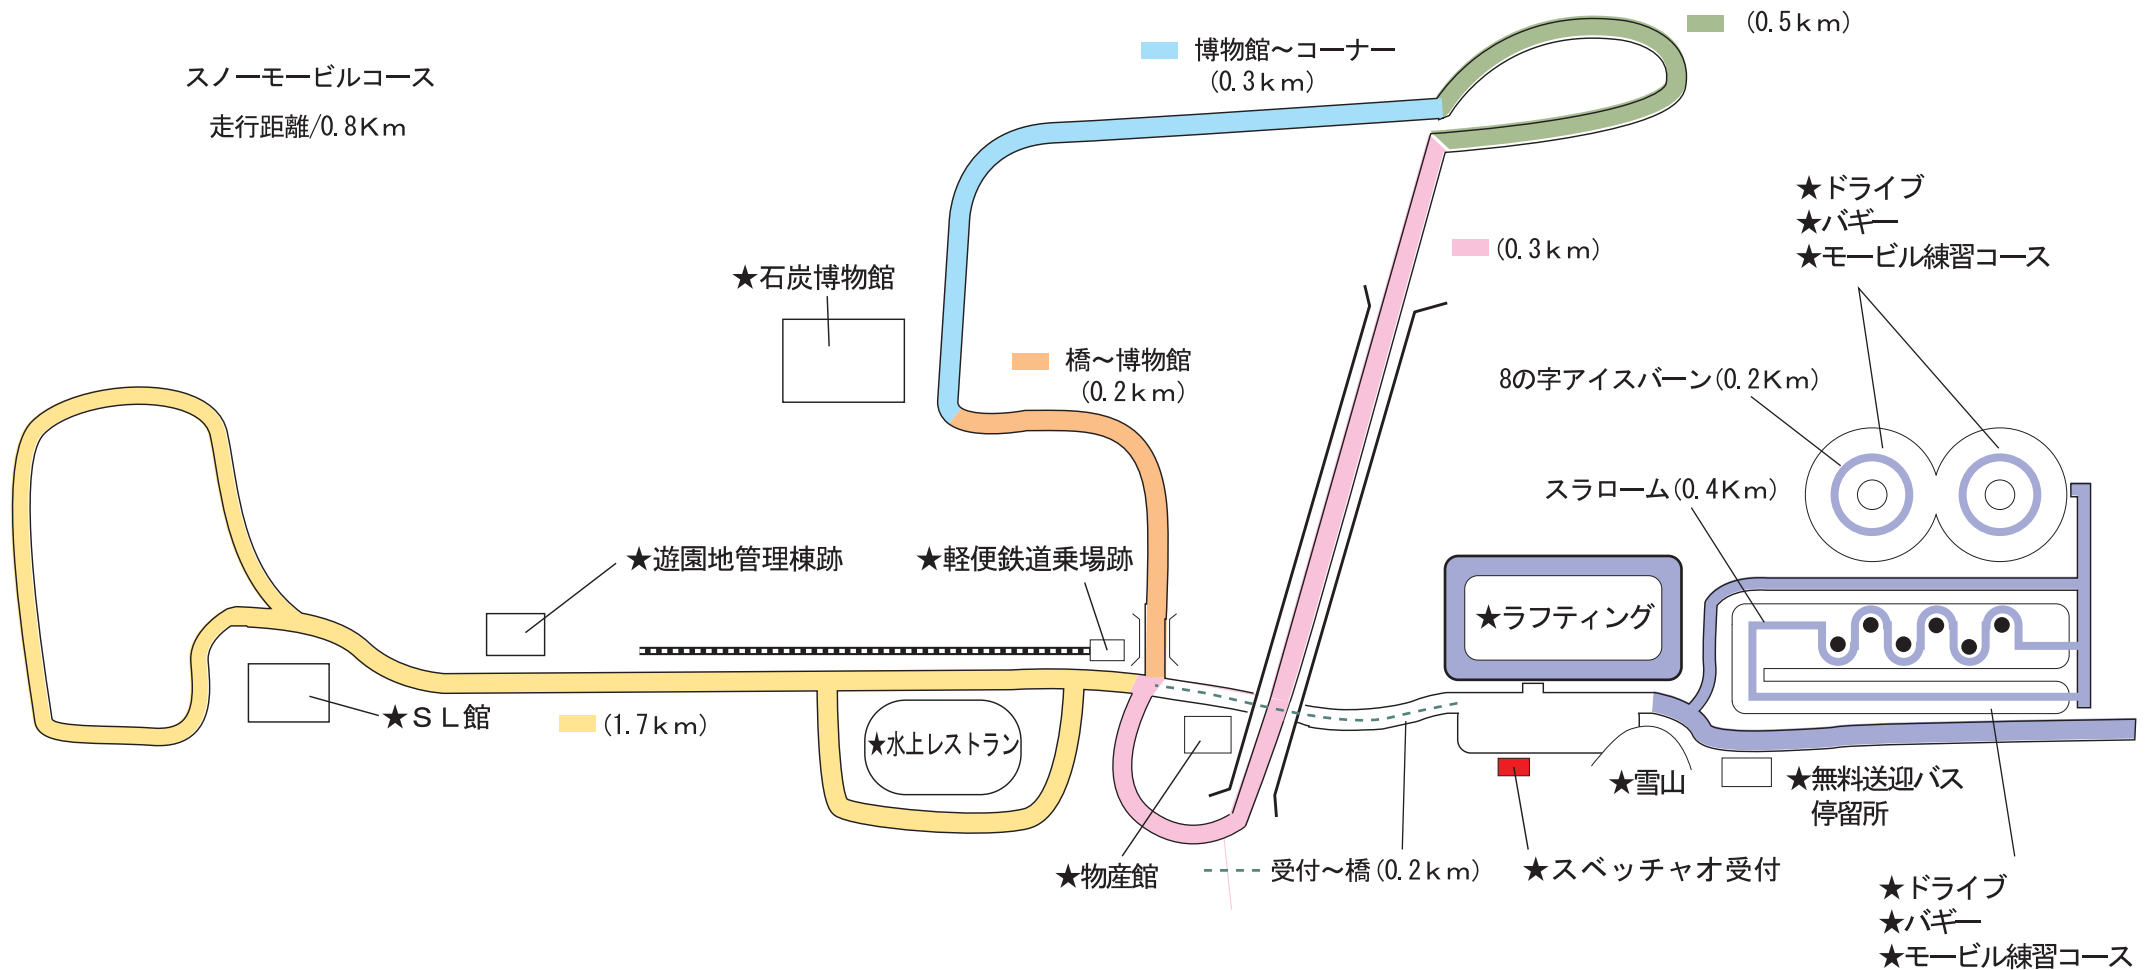 スノーモービルコース
走行距離/0.8Km
博物館～コーナー
(0.3km)
(0.5km)
★ドライブ
★バギー
★モービル練習コース
(0.3km)
★石炭博物館
橋～博物館
(0.2km)
8の字アイスバーン(0.2Km)
スラローム(0.4Km)
★遊園地管理棟跡
★軽便鉄道乗場跡
★ラフティング
★SL館
(1.7km)
★水上レストラン
★雪山
★無料送迎バス
停留所
★物産館
受付～橋(0.2km)
★スベッチャオ受付
★ドライブ
★バギー
★モービル練習コース